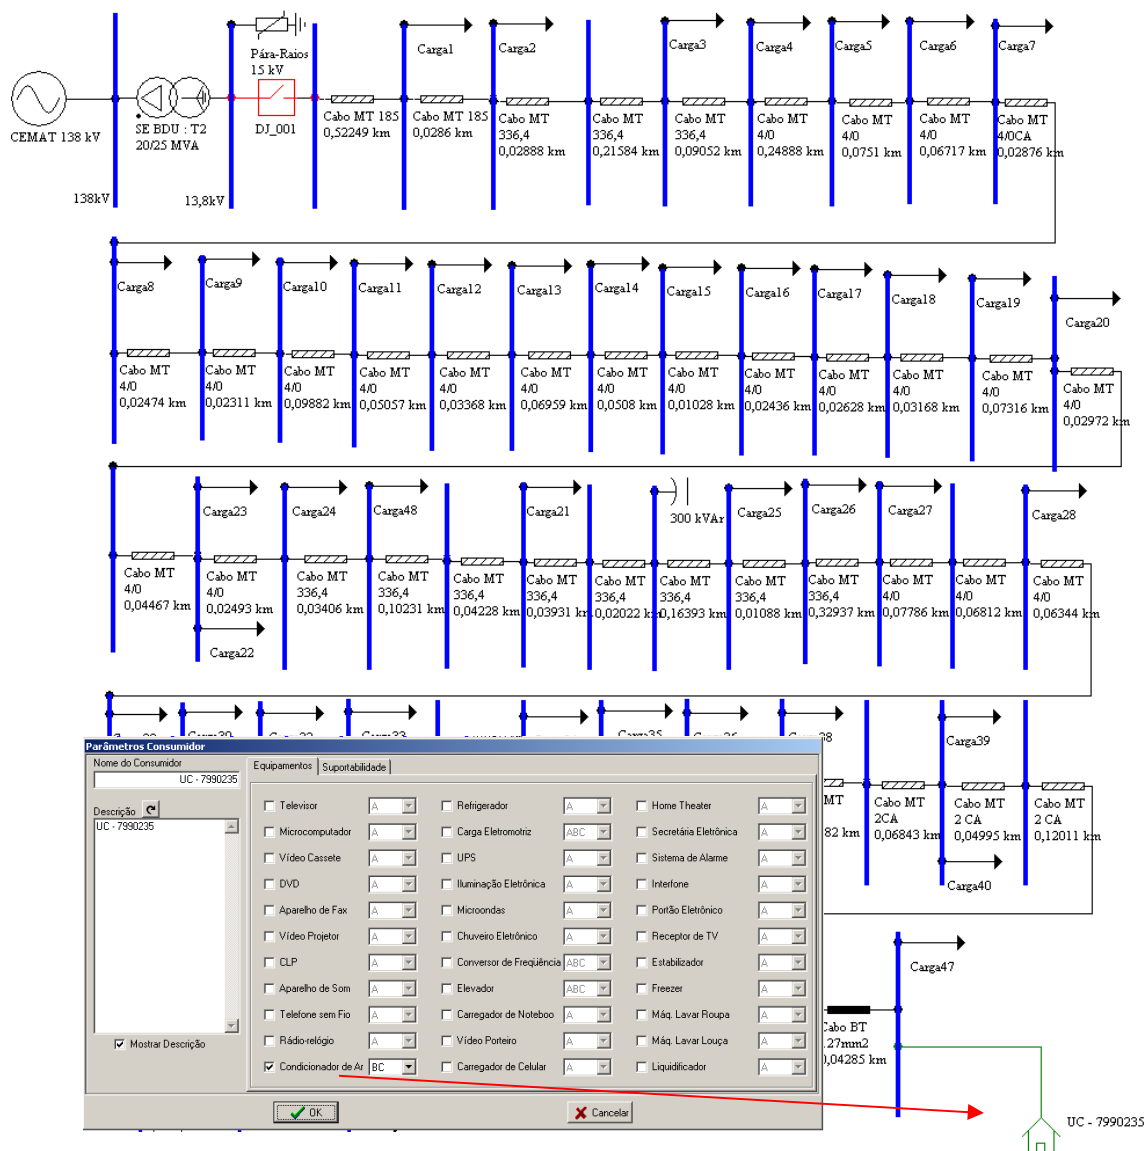 Pára-Raios
15 kV
CEMAT 138 kV
SE BDU : T2
20/25 MVA
DJ_001
138kV
13,8kV
Carga1
Carga2
Carga3
Carga4
Carga5
Carga6
Carga7
Cabo MT 185
0,52249 km
Cabo MT 185
0,0286 km
Cabo MT
336,4
0,02888 km
Cabo MT
336,4
0,21584 km
Cabo MT
336,4
0,09052 km
Cabo MT
4/0
0,24888 km
Cabo MT
4/0
0,0751 km
Cabo MT
4/0
0,06717 km
Cabo MT
4/0CA
0,02876 km
Carga8
Carga9
Carga10
Carga11
Carga12
Carga13
Carga14
Carga15
Carga16
Carga17
Carga18
Carga19
Carga20
Cabo MT
4/0
0,02474 km
Cabo MT
4/0
0,02311 km
Cabo MT
4/0
0,09882 km
Cabo MT
4/0
0,05057 km
Cabo MT
4/0
0,03368 km
Cabo MT
4/0
0,06959 km
Cabo MT
4/0
0,0508 km
Cabo MT
4/0
0,01028 km
Cabo MT
4/0
0,02436 km
Cabo MT
4/0
0,02628 km
Cabo MT
4/0
0,03168 km
Cabo MT
4/0
0,07316 km
Cabo MT
4/0
0,02972 km
Carga23
Carga24
Carga48
Carga21
300 kVAr
Carga25
Carga26
Carga27
Carga28
Cabo MT
4/0
0,04467 km
Cabo MT
4/0
0,02493 km
Cabo MT
336,4
0,03406 km
Cabo MT
336,4
0,10231 km
Cabo MT
336,4
0,04228 km
Cabo MT
336,4
0,03931 km
Cabo MT
336,4
0,02022 km
Cabo MT
336,4
0,16393 km
Cabo MT
336,4
0,01088 km
Cabo MT
336,4
0,32937 km
Cabo MT
4/0
0,07786 km
Cabo MT
4/0
0,06812 km
Cabo MT
4/0
0,06344 km
Carga22
Carga39
Cabo MT
2CA
0,06843 km
Cabo MT
2 CA
0,04995 km
Cabo MT
2 CA
0,12011 km
Carga40
Carga47
Cabo BT
0,04285 km
UC - 7990235
Parâmetros Consumidor
Nome do Consumidor
UC - 7990235
Descrição
UC - 7990235
Mostrar Descrição
Equipamentos
Suportabilidade
Televisor A
Refrigerador A
Home Theater A
Microcomputador A
Carga Eletromotriz ABC
Secretária Eletrônica A
Vídeo Cassete A
UPS A
Sistema de Alarme A
DVD A
Iluminação Eletrônica A
Interfone A
Aparelho de Fax A
Microondas A
Portão Eletrônico A
Vídeo Projetor A
Chuveiro Eletrônico A
Receptor de TV A
CLP A
Conversor de Freqüência ABC
Estabilizador A
Aparelho de Som A
Elevador ABC
Freezer A
Telefone sem Fio A
Carregador de Noteboo A
Máq. Lavar Roupa A
Rádio-relógio A
Vídeo Porteiro A
Máq. Lavar Louça A
Condicionador de Ar BC
Carregador de Celular A
Liquidificador A
OK
Cancelar